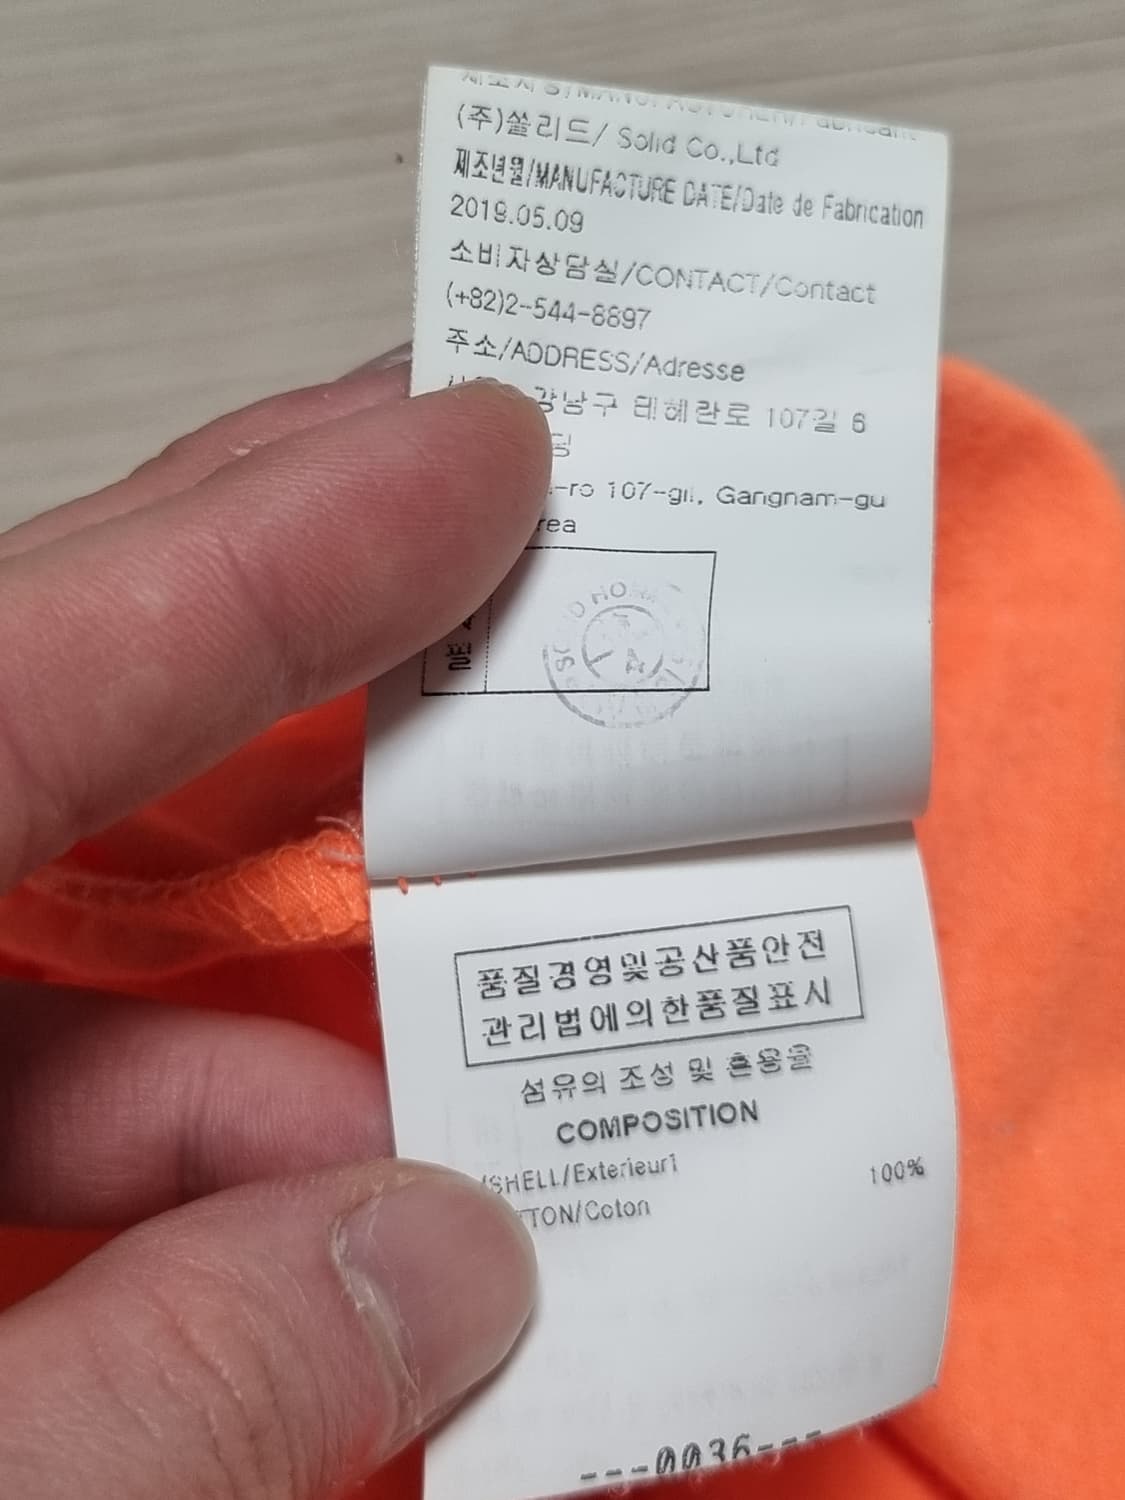 (주)쏠리드/ Solid Co.,Ltd
제조년월/MANUFACTURE DATE/Date de Fabrication
2019.05.09
소비자상담실/CONTACT/Contact
(+82)2-544-8897
주소/ADDRESS/Adresse
강남구 테헤란로 107길 6
-ro 107-gil, Gangnam-gu
rea
필
품질경영및공산품안전
관리법에의한품질표시
섬유의 조성 및 혼용율
COMPOSITION
/SHELL/Exterieur1
TTON/Coton 100%
---0036---